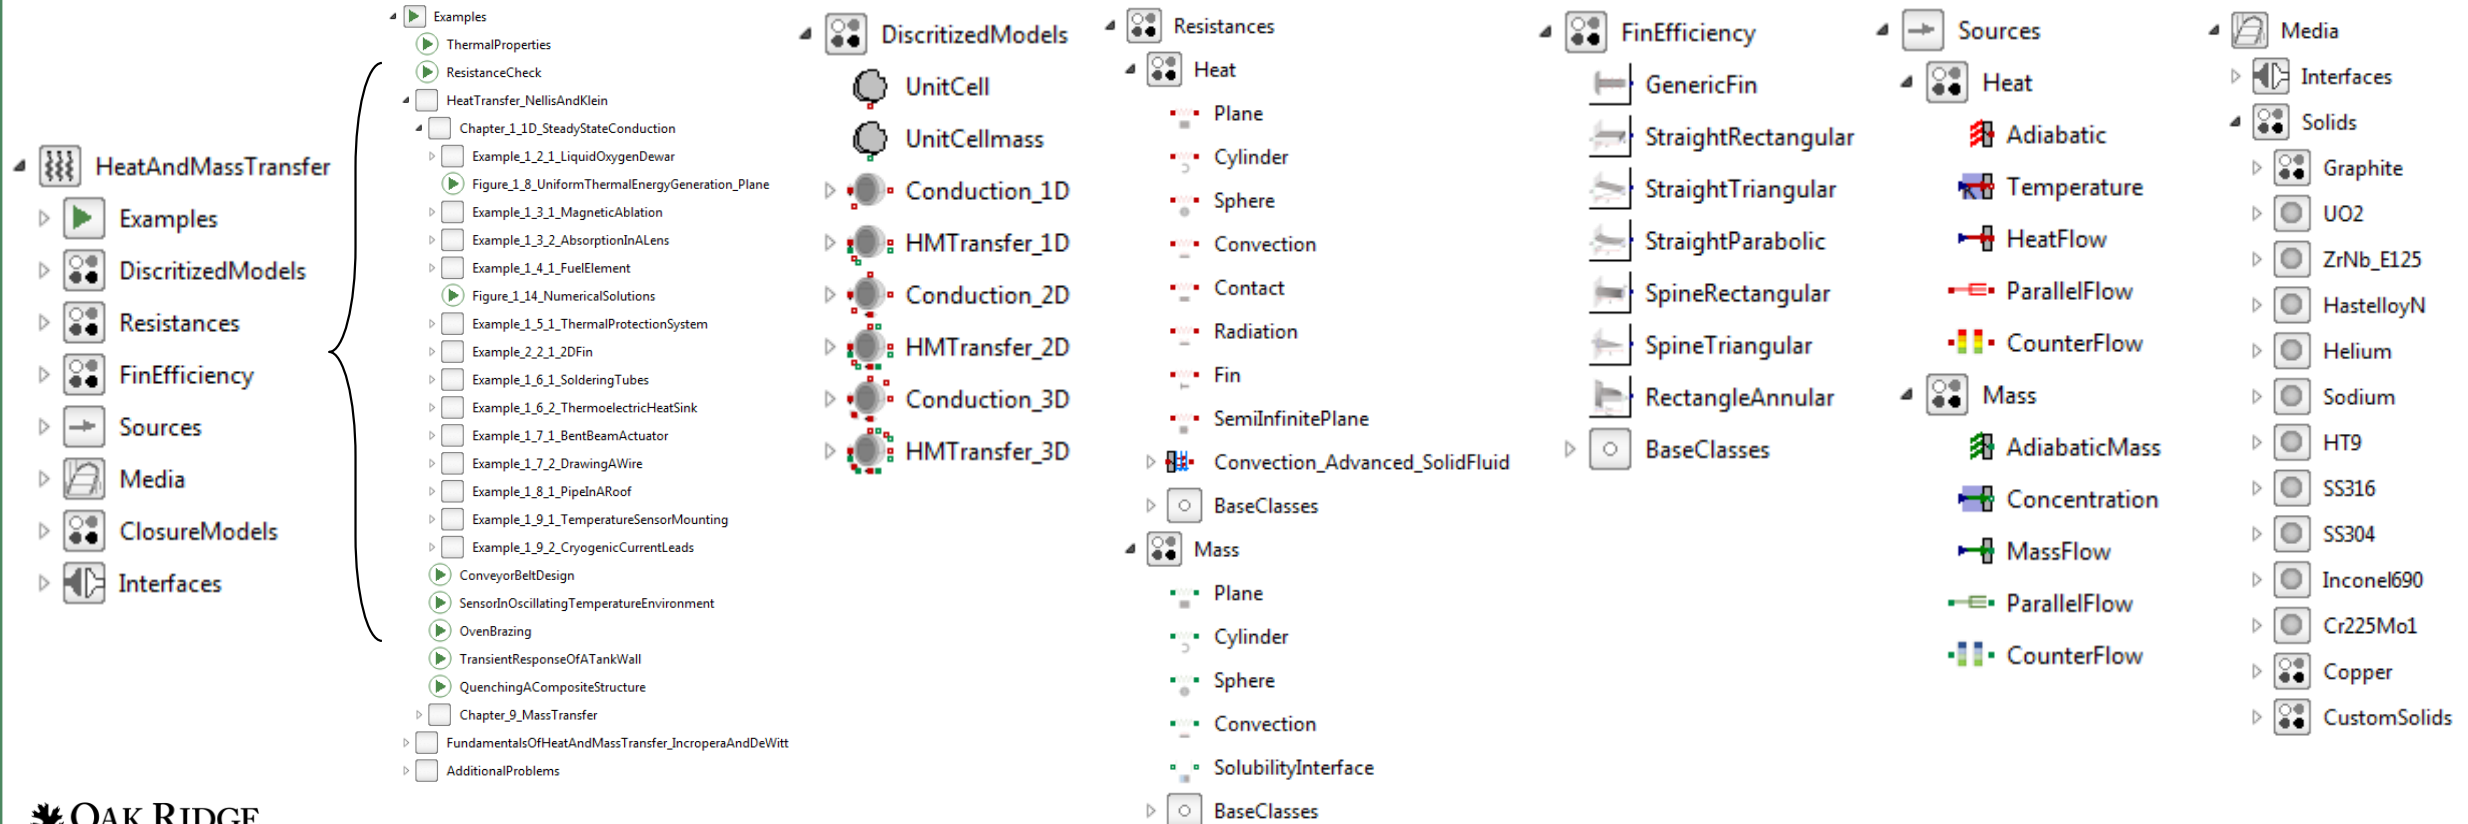 HeatAndMassTransfer
Examples
DiscritizedModels
Resistances
FinEfficiency
Sources
Media
ClosureModels
Interfaces
Examples
ThermalProperties
ResistanceCheck
HeatTransfer_NellisAndKlein
Chapter_1_1D_SteadyStateConduction
Example_1_2_1_LiquidOxygenDewar
Figure_1_8_UniformThermalEnergyGeneration_Plane
Example_1_3_1_MagneticAblation
Example_1_3_2_AbsorptionInALens
Example_1_4_1_FuelElement
Figure_1_14_NumericalSolutions
Example_1_5_1_ThermalProtectionSystem
Example_2_2_1_2DFin
Example_1_6_1_SolderingTubes
Example_1_6_2_ThermoelectricHeatSink
Example_1_7_1_BentBeamActuator
Example_1_7_2_DrawingAWire
Example_1_8_1_PipeInARoof
Example_1_9_1_TemperatureSensorMounting
Example_1_9_2_CryogenicCurrentLeads
ConveyorBeltDesign
SensorInOscillatingTemperatureEnvironment
OvenBrazing
TransientResponseOfATankWall
QuenchingACompositeStructure
Chapter_9_MassTransfer
FundamentalsOfHeatAndMassTransfer_IncroperaAndDeWitt
AdditionalProblems
DiscritizedModels
UnitCell
UnitCellmass
Conduction_1D
HMTransfer_1D
Conduction_2D
HMTransfer_2D
Conduction_3D
HMTransfer_3D
Resistances
Heat
Plane
Cylinder
Sphere
Convection
Contact
Radiation
Fin
SemiInfinitePlane
Convection_Advanced_SolidFluid
BaseClasses
Mass
Plane
Cylinder
Sphere
Convection
SolubilityInterface
BaseClasses
FinEfficiency
GenericFin
StraightRectangular
StraightTriangular
StraightParabolic
SpineRectangular
SpineTriangular
RectangleAnnular
BaseClasses
Sources
Heat
Adiabatic
Temperature
HeatFlow
ParallelFlow
CounterFlow
Mass
AdiabaticMass
Concentration
MassFlow
ParallelFlow
CounterFlow
Media
Interfaces
Solids
Graphite
UO2
ZrNb_E125
HastelloyN
Helium
Sodium
HT9
SS316
SS304
Inconel690
Cr225Mo1
Copper
CustomSolids
OAK RIDGE